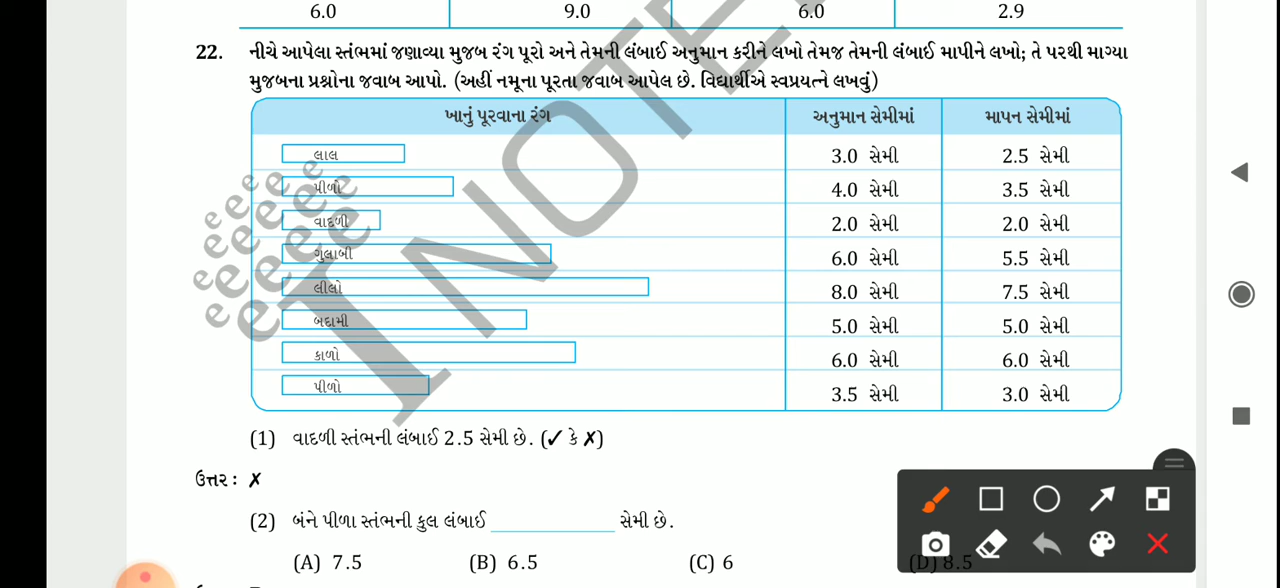 6.0 9.0 6.0 2.9
22. નીચે આપેલા સ્તંભમાં જણાવ્યા મુજબ રંગ પૂરો અને તેમની લંબાઈ અનુમાન કરીને લખો તેમજ તેમની લંબાઈ માપીને લખો; તે પરથી માગ્યા
મુજબના પ્રશ્નોના જવાબ આપો. (અહીં નમૂના પૂરતા જવાબ આપેલ છે. વિદ્યાર્થીએ સ્વપ્રયત્ને લખવું)
ખાનું પૂરવાના રંગ અનુમાન સેમીમાં માપન સેમીમાં
લાલ 3.0 સેમી 2.5 સેમી
પીળો 4.0 સેમી 3.5 સેમી
વાદળી 2.0 સેમી 2.0 સેમી
ગુલાબી 6.0 સેમી 5.5 સેમી
લીલો 8.0 સેમી 7.5 સેમી
બદામી 5.0 સેમી 5.0 સેમી
કાળો 6.0 સેમી 6.0 સેમી
પીળો 3.5 સેમી 3.0 સેમી
(1) વાદળી સ્તંભની લંબાઈ 2.5 સેમી છે. (✓ કે ✗)
ઉત્તર : ✗
(2) બંને પીળા સ્તંભની કુલ લંબાઈ ____________ સેમી છે.
(A) 7.5 (B) 6.5 (C) 6 (D) 8.5